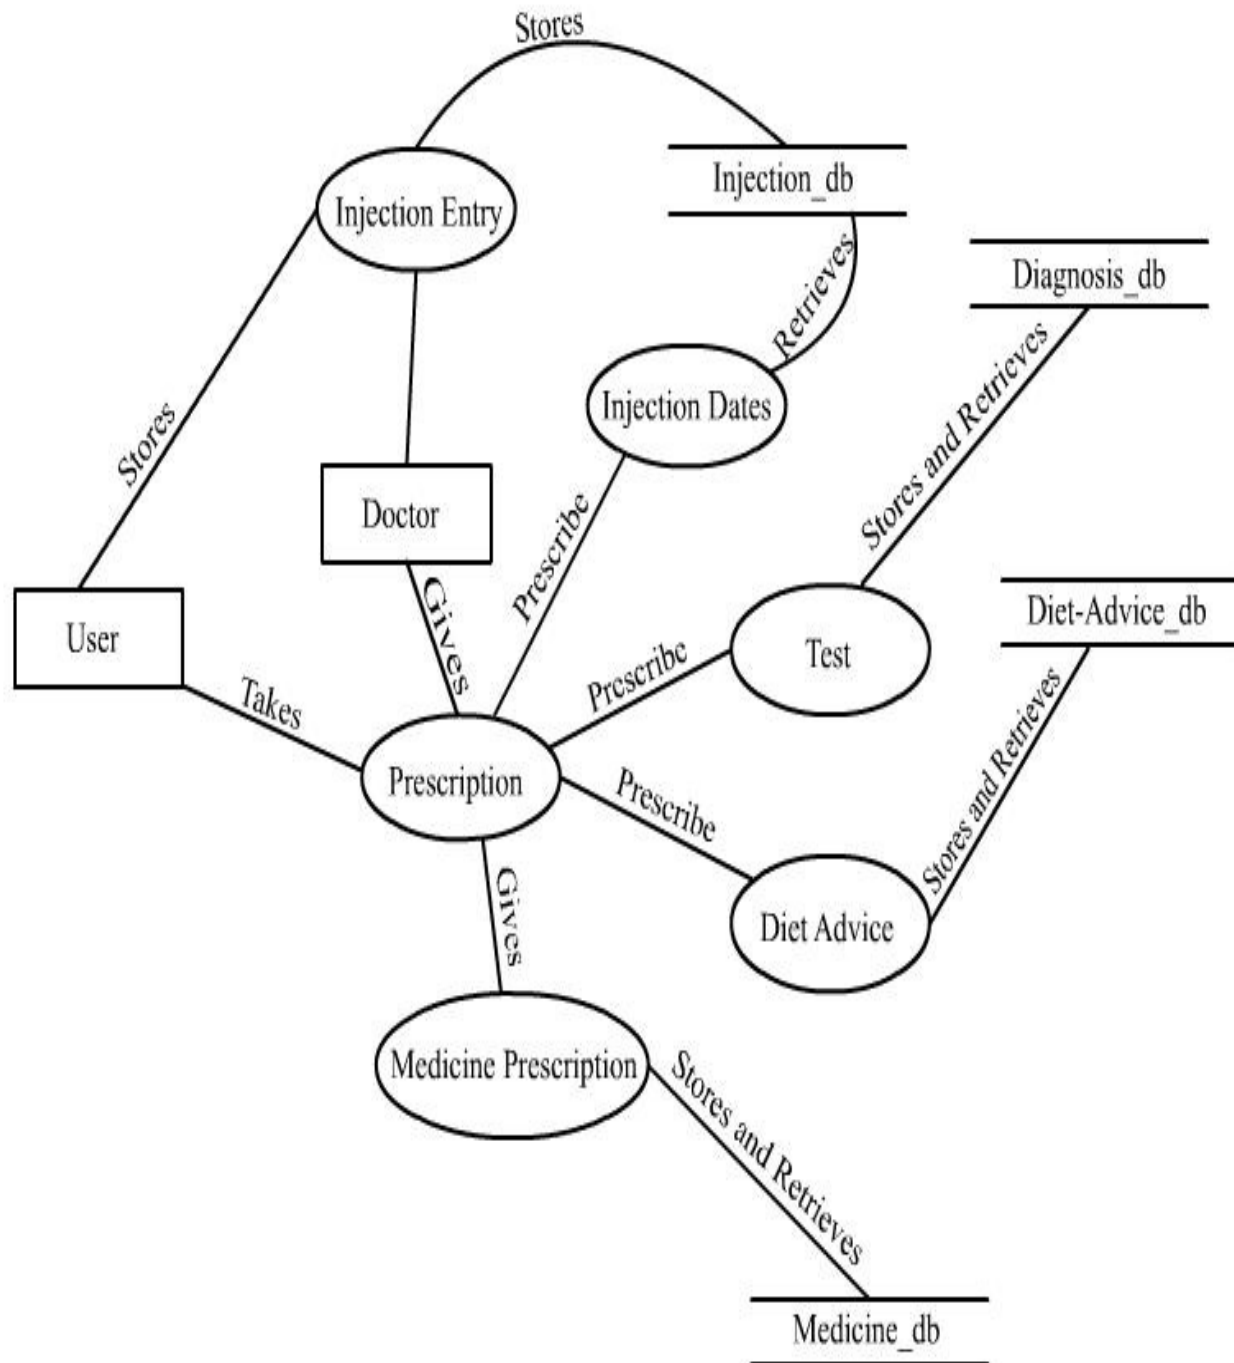 Stores
Injection Entry
Injection_db
Retrieves
Diagnosis_db
Injection Dates
Stores
Stores and Retrieves
Doctor
Prescribe
Gives
User
Diet-Advice_db
Test
Prescribe
Takes
Prescription
Prescribe
Stores and Retrieves
Gives
Diet Advice
Medicine Prescription
Stores and Retrieves
Medicine_db